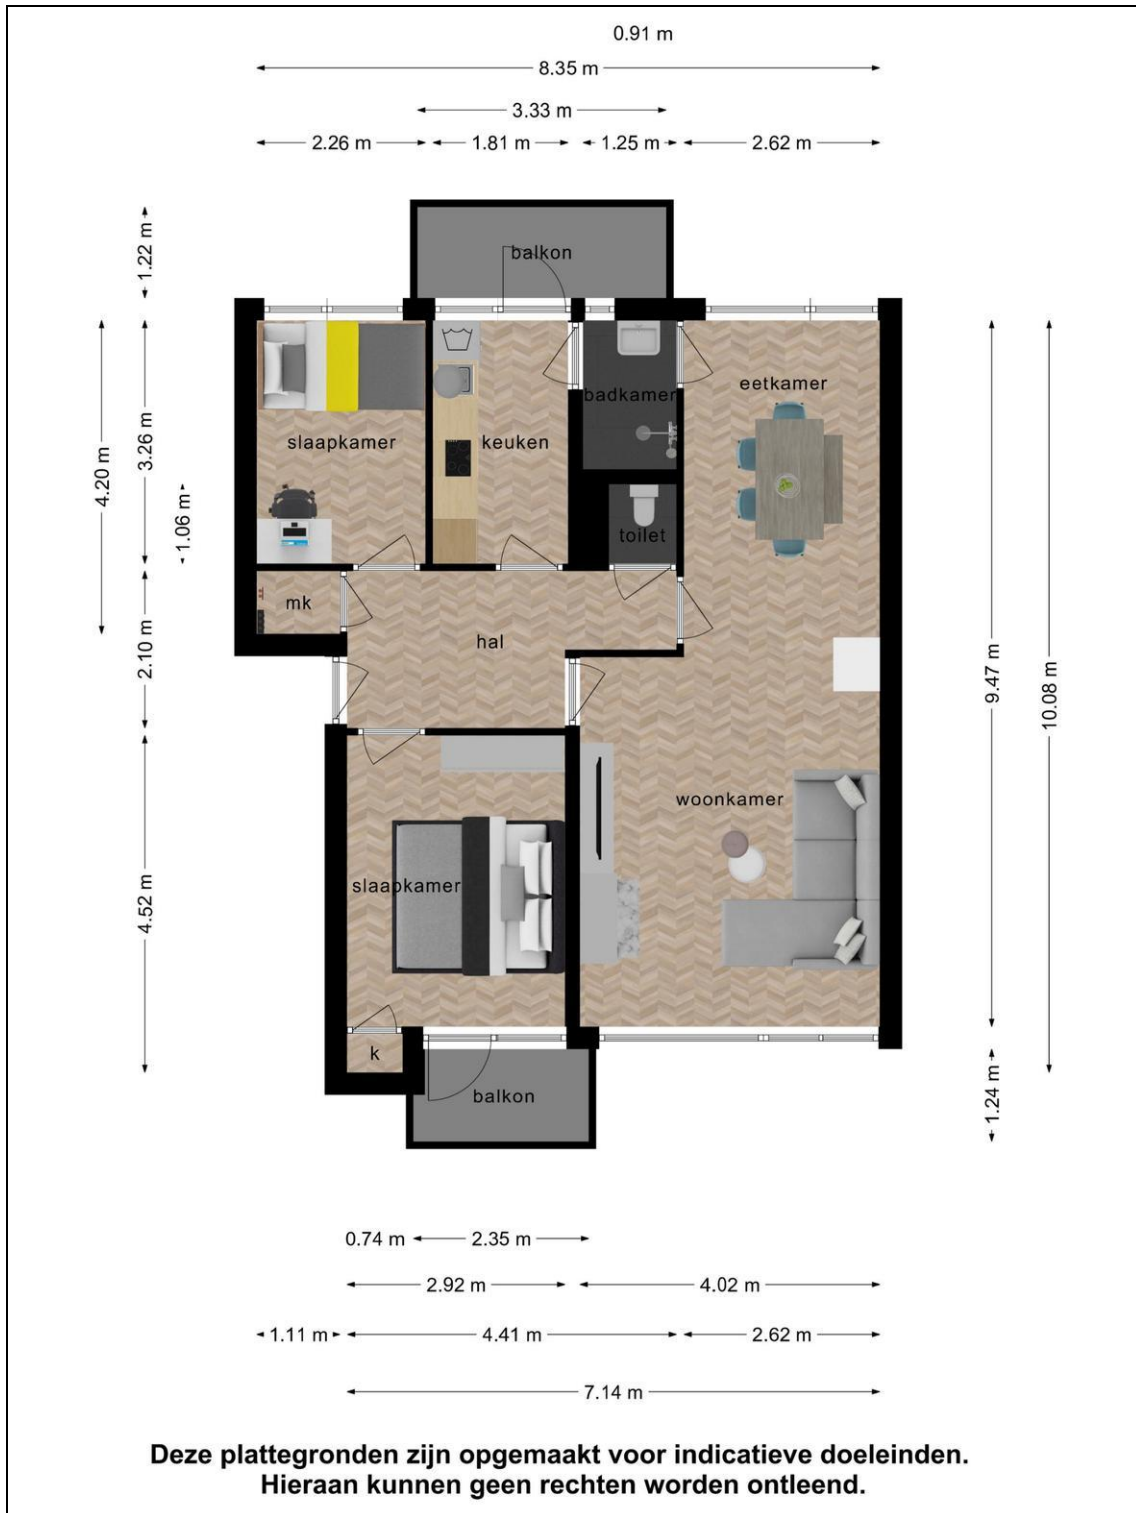 0.91 m
8.35 m
3.33 m
2.26 m
1.81 m
1.25 m
2.62 m
1.22 m
balkon
3.26 m
4.20 m
1.06 m
2.10 m
4.52 m
eetkamer
badkamer
slaapkamer
keuken
toilet
mk
hal
9.47 m
10.08 m
woonkamer
slaapkamer
k
balkon
1.24 m
0.74 m
2.35 m
2.92 m
4.02 m
1.11 m
4.41 m
2.62 m
7.14 m
Deze plattegronden zijn opgemaakt voor indicatieve doeleinden.
Hieraan kunnen geen rechten worden ontleend.